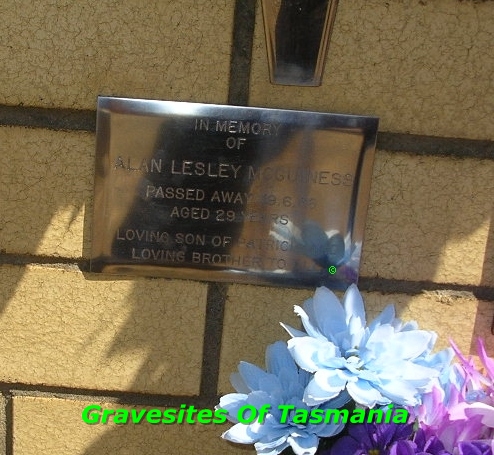 IN MEMORY
OF
ALAN LESLEY MCGUINESS
PASSED AWAY
AGED 29 YEARS
LOVING SON OF
LOVING BROTHER TO
©
Gravesites Of Tasmania